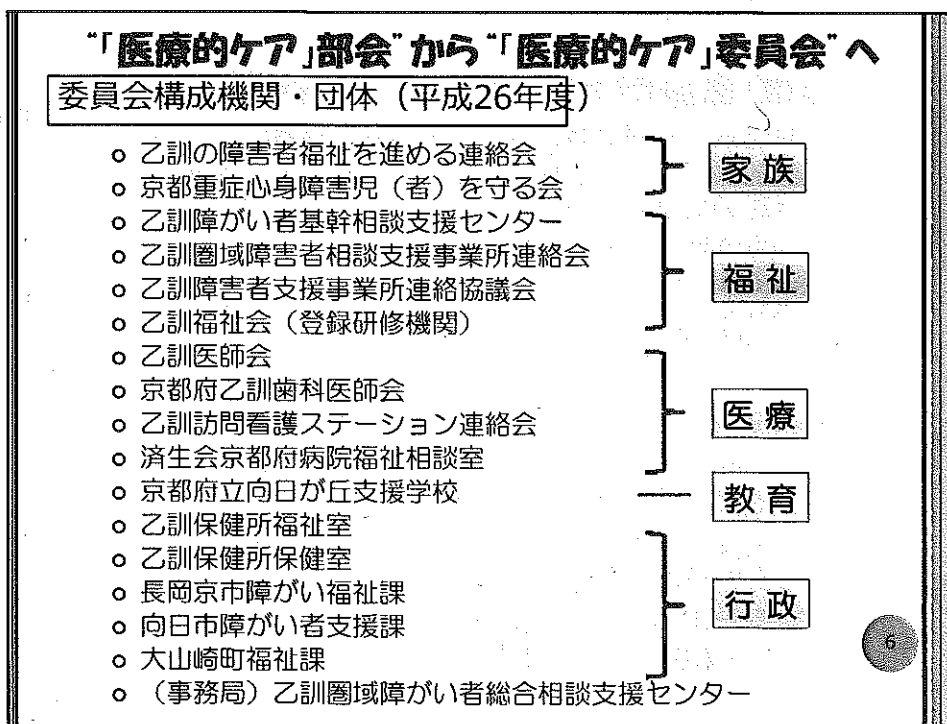 “「医療的ケア」部会”から“「医療的ケア」委員会”へ
委員会構成機関・団体（平成26年度）
o 乙訓の障害者福祉を進める連絡会
o 京都重症心身障害児（者）を守る会
家 族
o 乙訓障がい者基幹相談支援センター
o 乙訓圏域障害者相談支援事業所連絡会
o 乙訓障害者支援事業所連絡協議会
o 乙訓福祉会（登録研修機関）
福 祉
o 乙訓医師会
o 京都府乙訓歯科医師会
o 乙訓訪問看護ステーション連絡会
o 済生会京都府病院福祉相談室
医 療
o 京都府立向日が丘支援学校
教 育
o 乙訓保健所福祉室
o 乙訓保健所保健室
o 長岡京市障がい福祉課
o 向日市障がい者支援課
o 大山崎町福祉課
行 政
o （事務局）乙訓圏域障がい者総合相談支援センター
6